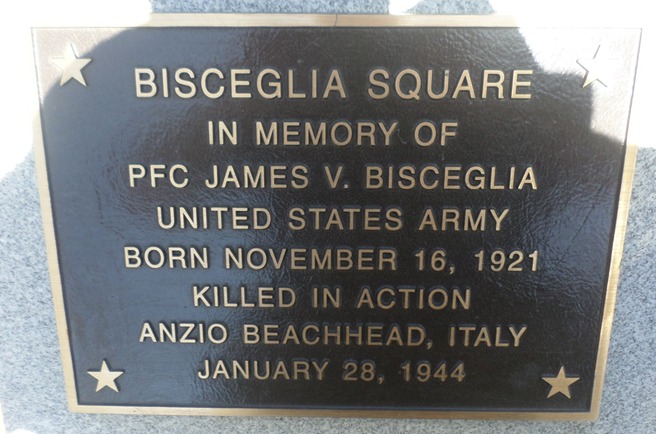 BISCEGLIA SQUARE
IN MEMORY OF
PFC JAMES V. BISCEGLIA
UNITED STATES ARMY
BORN NOVEMBER 16, 1921
KILLED IN ACTION
ANZIO BEACHHEAD, ITALY
JANUARY 28, 1944